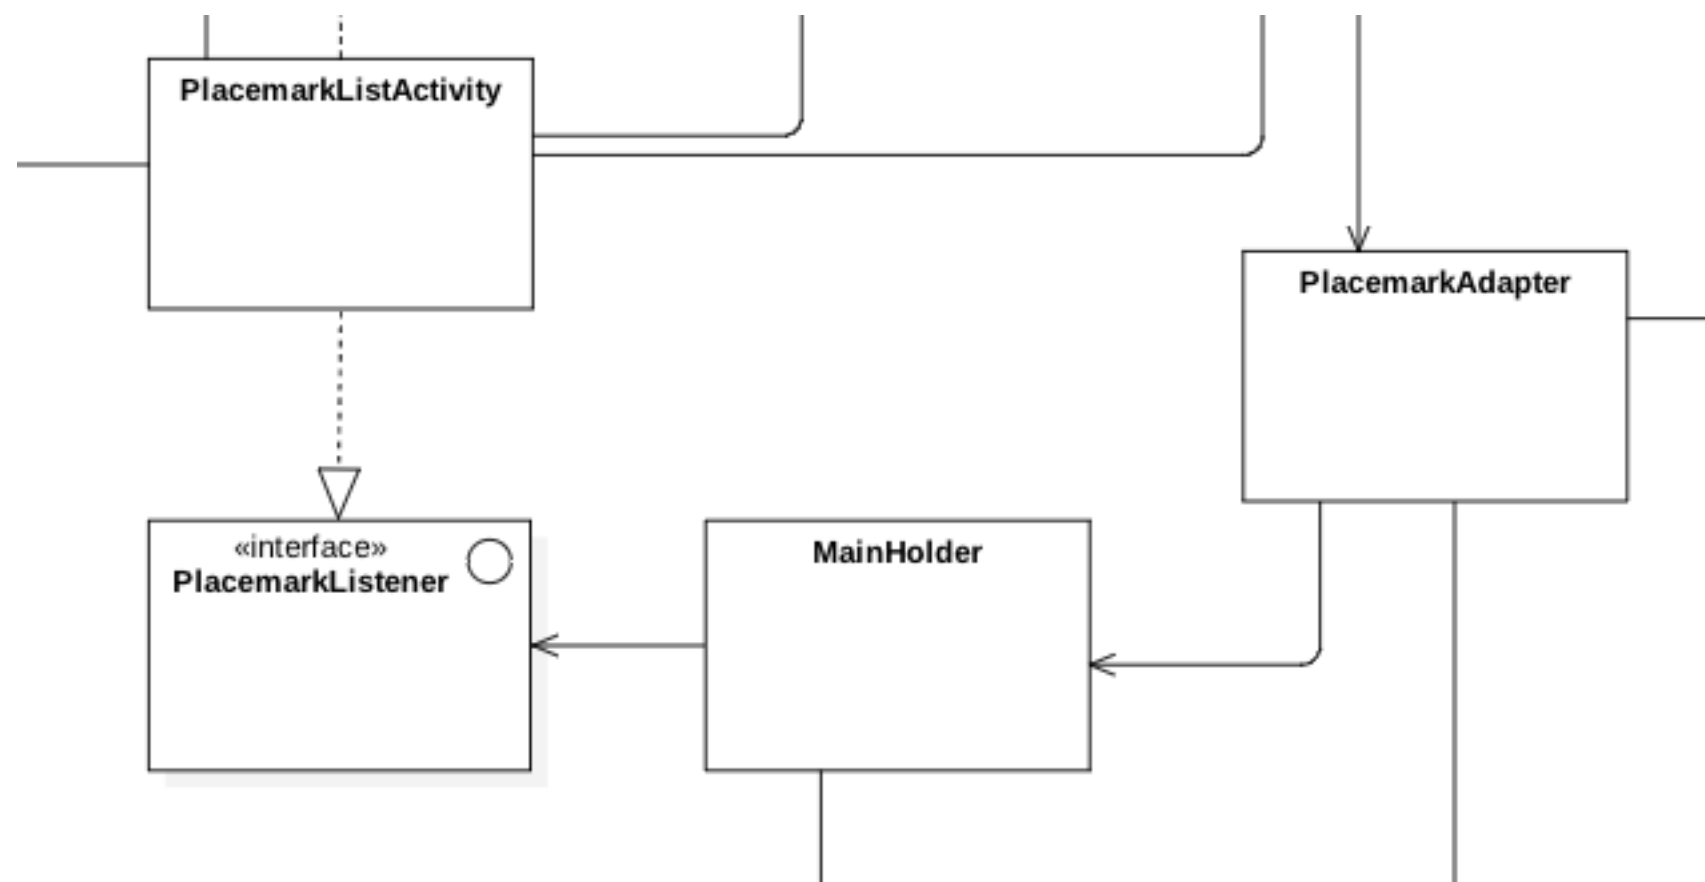 PlacemarkListActivity
PlacemarkAdapter
«interface»
PlacemarkListener
MainHolder